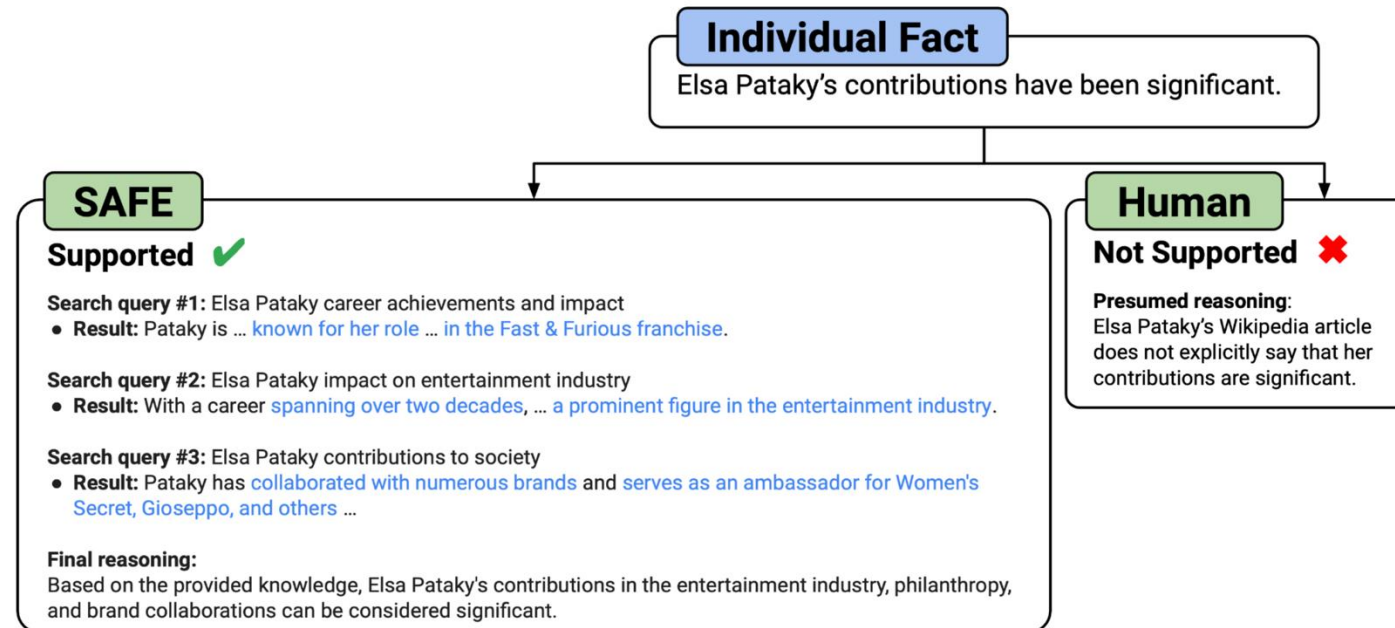 Individual Fact
Elsa Pataky’s contributions have been significant.
SAFE
Supported ✔
Search query #1: Elsa Pataky career achievements and impact
● Result: Pataky is ... known for her role ... in the Fast & Furious franchise.
Search query #2: Elsa Pataky impact on entertainment industry
● Result: With a career spanning over two decades, ... a prominent figure in the entertainment industry.
Search query #3: Elsa Pataky contributions to society
● Result: Pataky has collaborated with numerous brands and serves as an ambassador for Women's
Secret, Gioseppo, and others ...
Final reasoning:
Based on the provided knowledge, Elsa Pataky's contributions in the entertainment industry, philanthropy,
and brand collaborations can be considered significant.
Human
Not Supported ✖
Presumed reasoning:
Elsa Pataky’s Wikipedia article
does not explicitly say that her
contributions are significant.